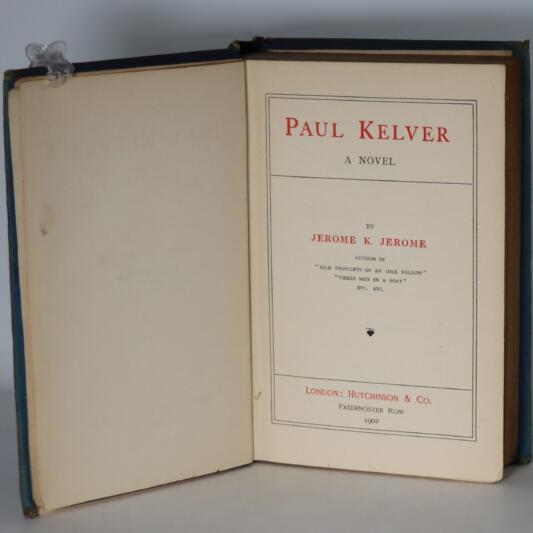 PAUL KELVER
A NOVEL
BY
JEROME K. JEROME
AUTHOR OF
"IDLE THOUGHTS OF AN IDLE FELLOW"
"THREE MEN IN A BOAT"
ETC. ETC.
LONDON: HUTCHINSON & CO.
PATERNOSTER ROW
1902